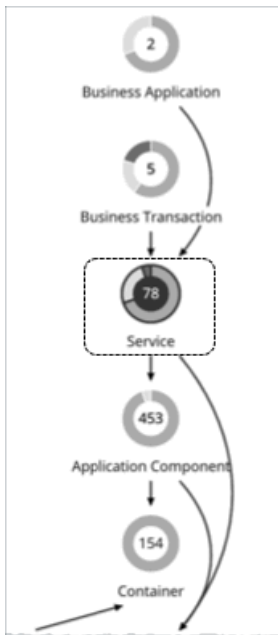 2
Business Application
5
Business Transaction
78
Service
453
Application Component
154
Container